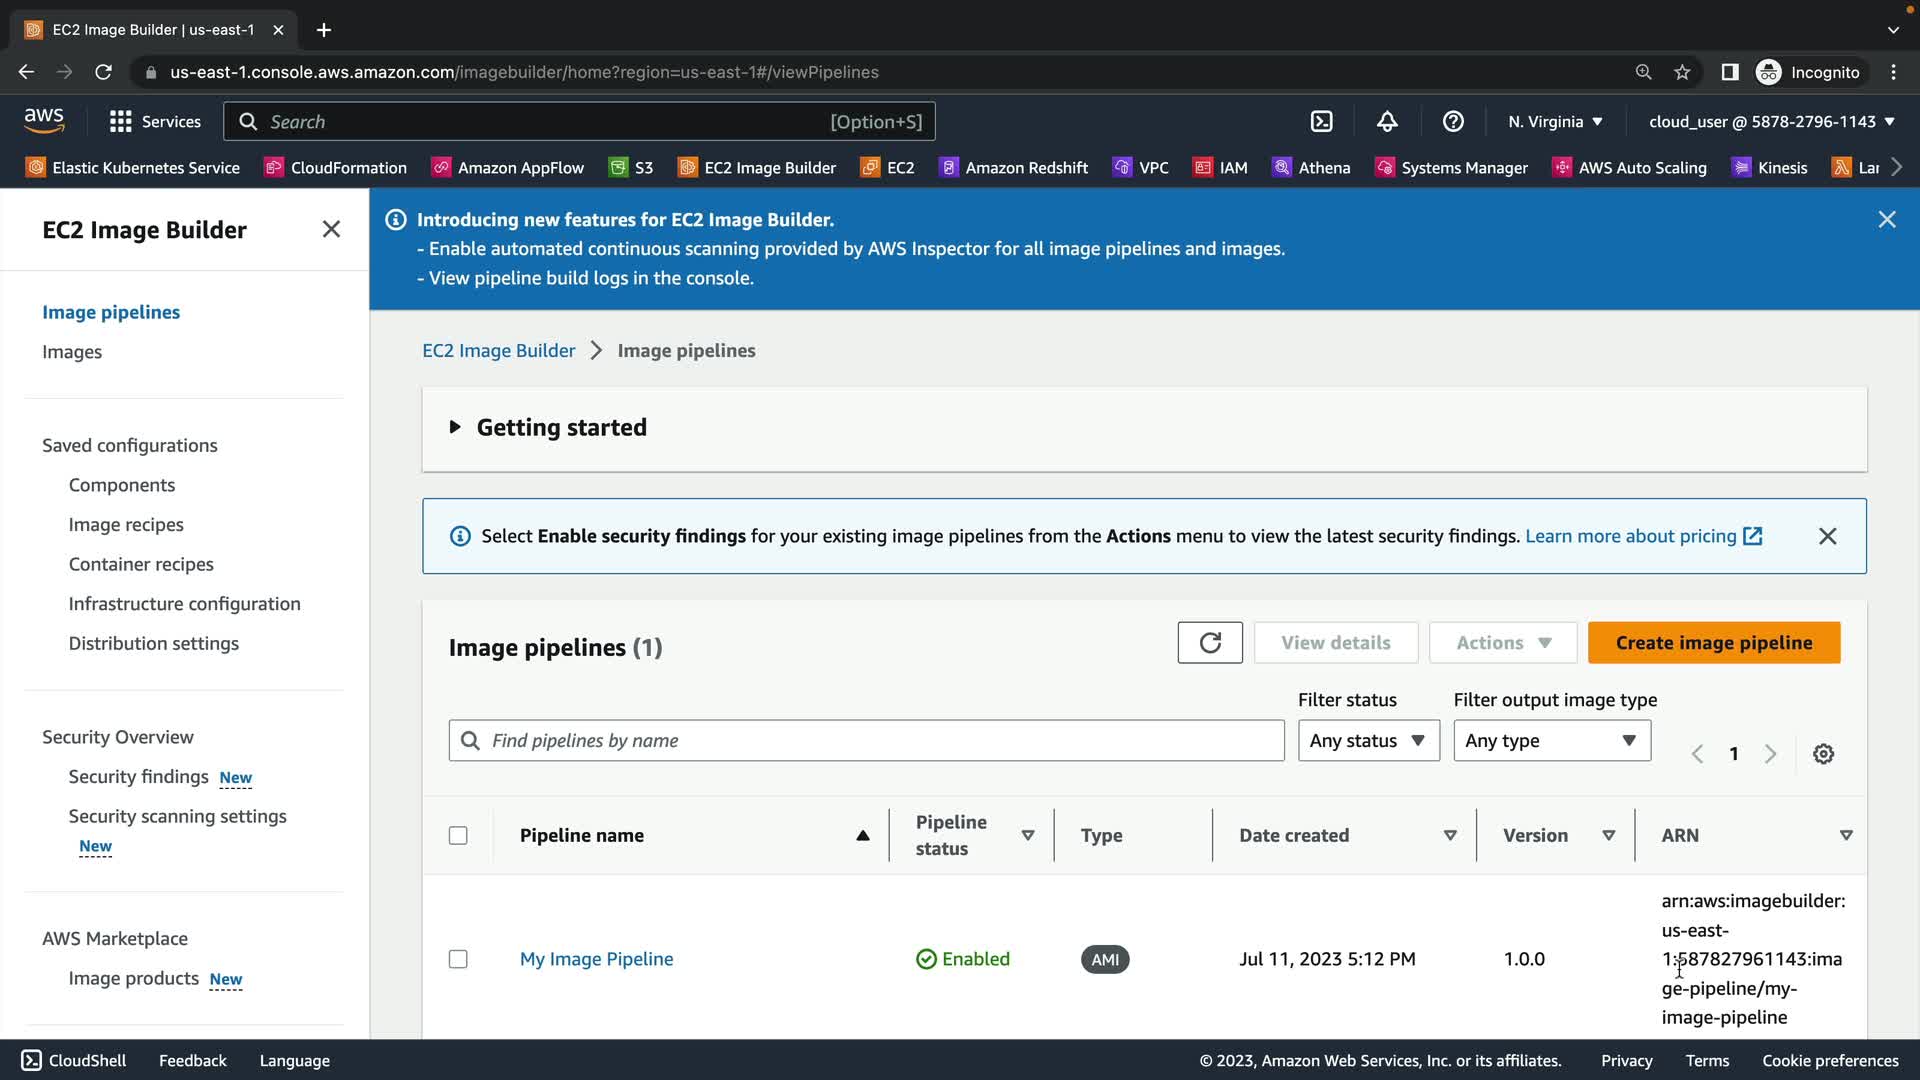 EC2 Image Builder | us-east-1
us-east-1.console.aws.amazon.com/imagebuilder/home?region=us-east-1#/viewPipelines
Incognito
aws
Services
Search
[Option+S]
N. Virginia
cloud_user @ 5878-2796-1143
Elastic Kubernetes Service
CloudFormation
Amazon AppFlow
S3
EC2 Image Builder
EC2
Amazon Redshift
VPC
IAM
Athena
Systems Manager
AWS Auto Scaling
Kinesis
Lar
EC2 Image Builder
Image pipelines
Images
Saved configurations
Components
Image recipes
Container recipes
Infrastructure configuration
Distribution settings
Security Overview
Security findings New
Security scanning settings
New
AWS Marketplace
Image products New
Introducing new features for EC2 Image Builder.
- Enable automated continuous scanning provided by AWS Inspector for all image pipelines and images.
- View pipeline build logs in the console.
EC2 Image Builder
Image pipelines
Getting started
Select Enable security findings for your existing image pipelines from the Actions menu to view the latest security findings. Learn more about pricing
Image pipelines (1)
View details
Actions
Create image pipeline
Filter status
Filter output image type
Find pipelines by name
Any status
Any type
1
Pipeline name
Pipeline
status
Type
Date created
Version
ARN
My Image Pipeline
Enabled
AMI
Jul 11, 2023 5:12 PM
1.0.0
arn:aws:imagebuilder:
us-east-
1:587827961143:ima
ge-pipeline/my-
image-pipeline
CloudShell
Feedback
Language
© 2023, Amazon Web Services, Inc. or its affiliates.
Privacy
Terms
Cookie preferences